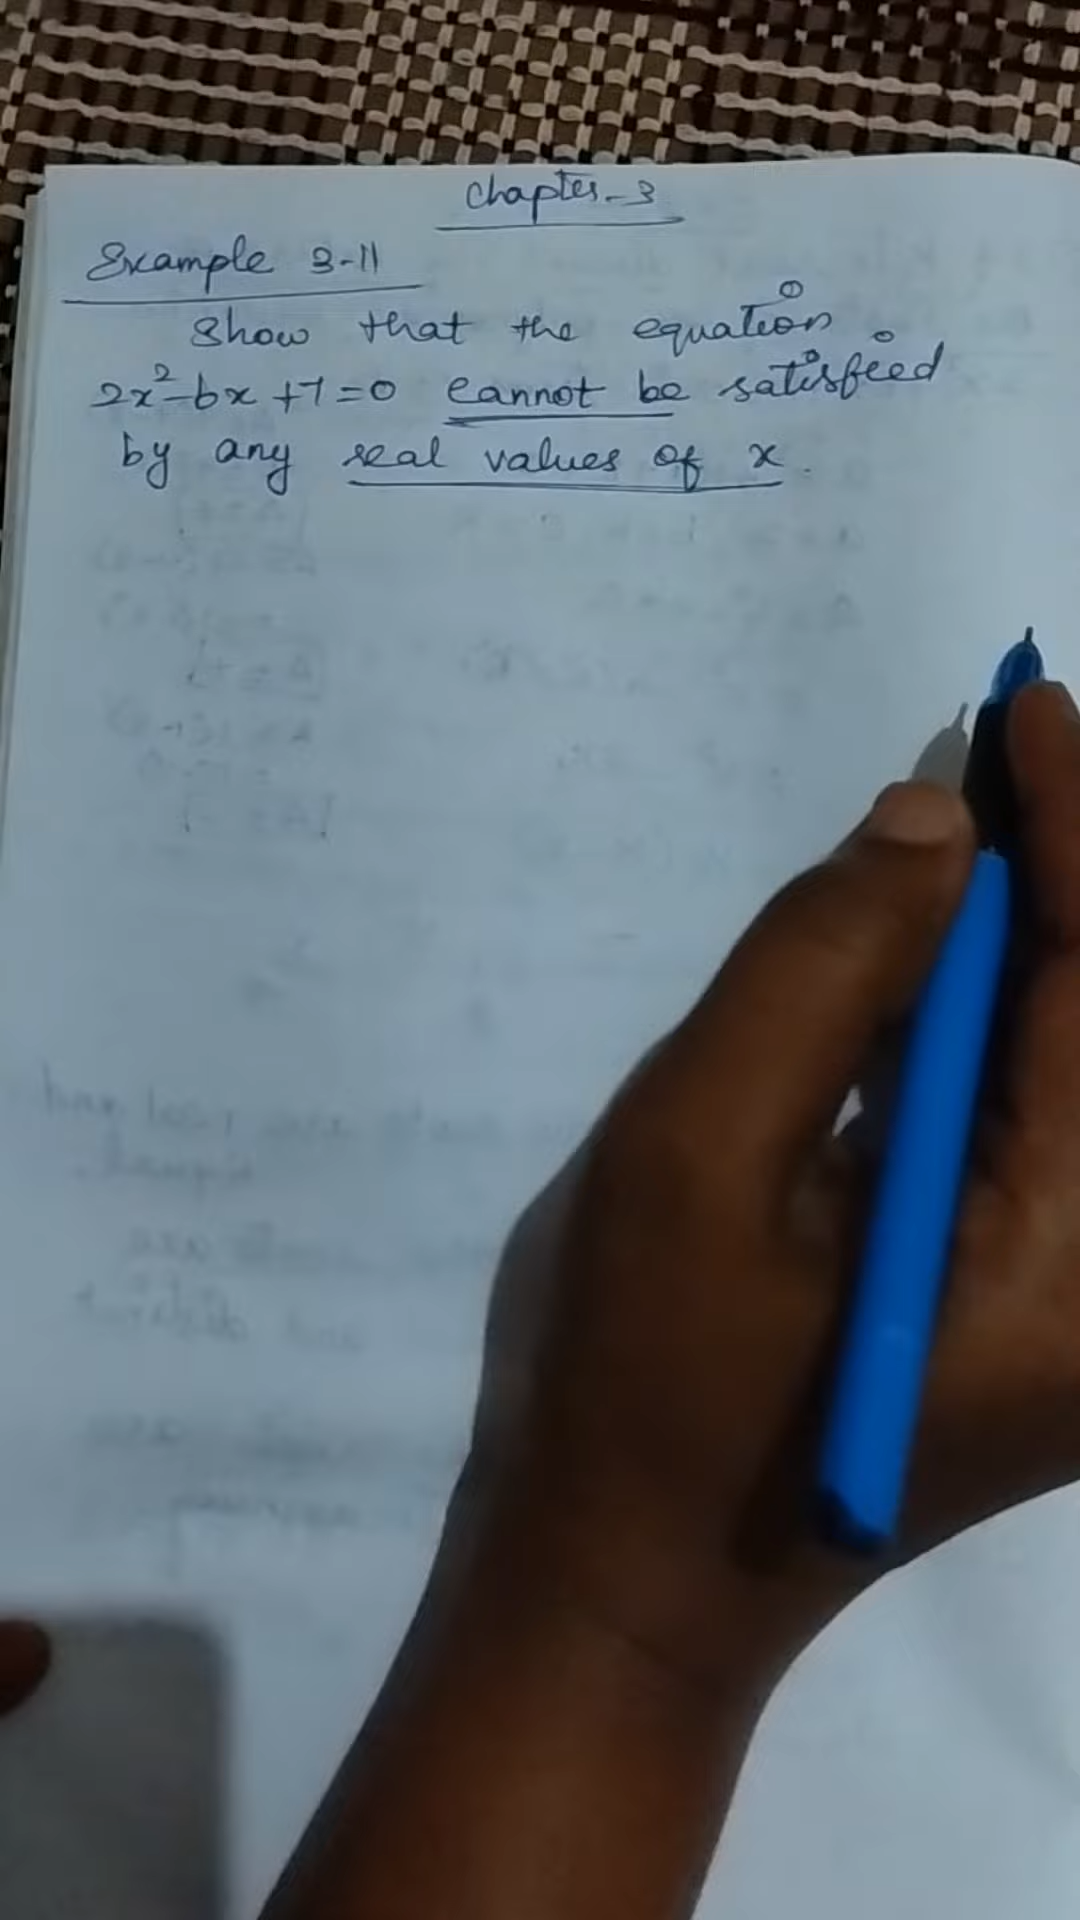 Chapter-3
Example 3-11
Show that the equation
2x²-6x+7=0 cannot be satisfied
by any real values of x.